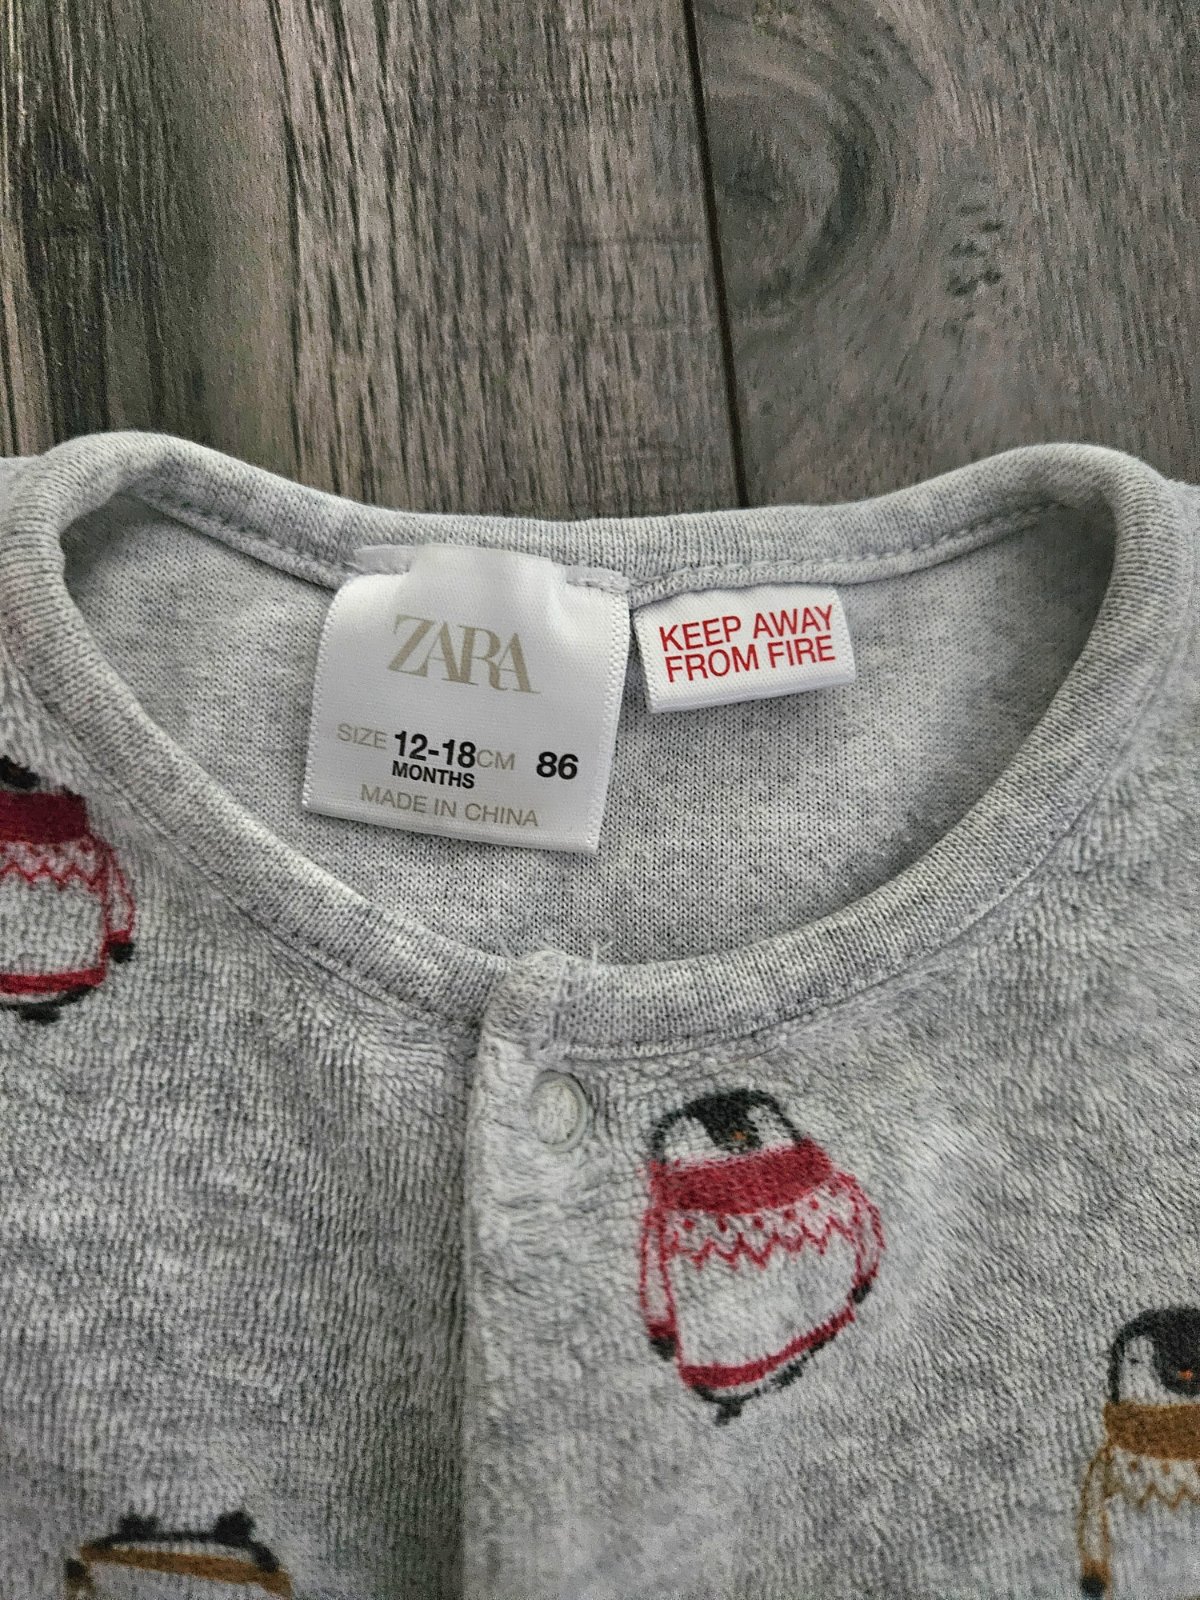 ZARA
SIZE 12-18 CM 86
MONTHS
MADE IN CHINA
KEEP AWAY
FROM FIRE